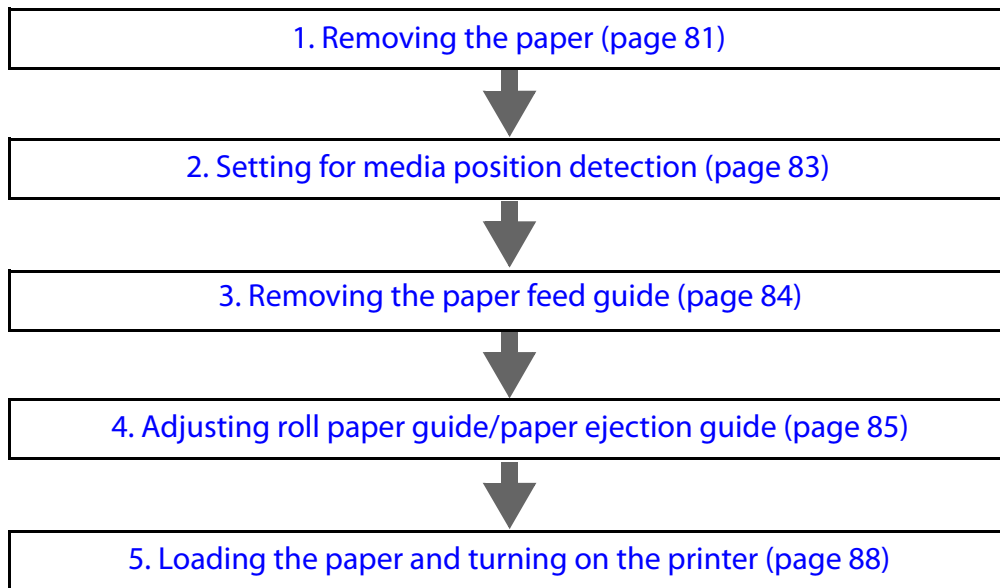 1. Removing the paper (page 81)
2. Setting for media position detection (page 83)
3. Removing the paper feed guide (page 84)
4. Adjusting roll paper guide/paper ejection guide (page 85)
5. Loading the paper and turning on the printer (page 88)